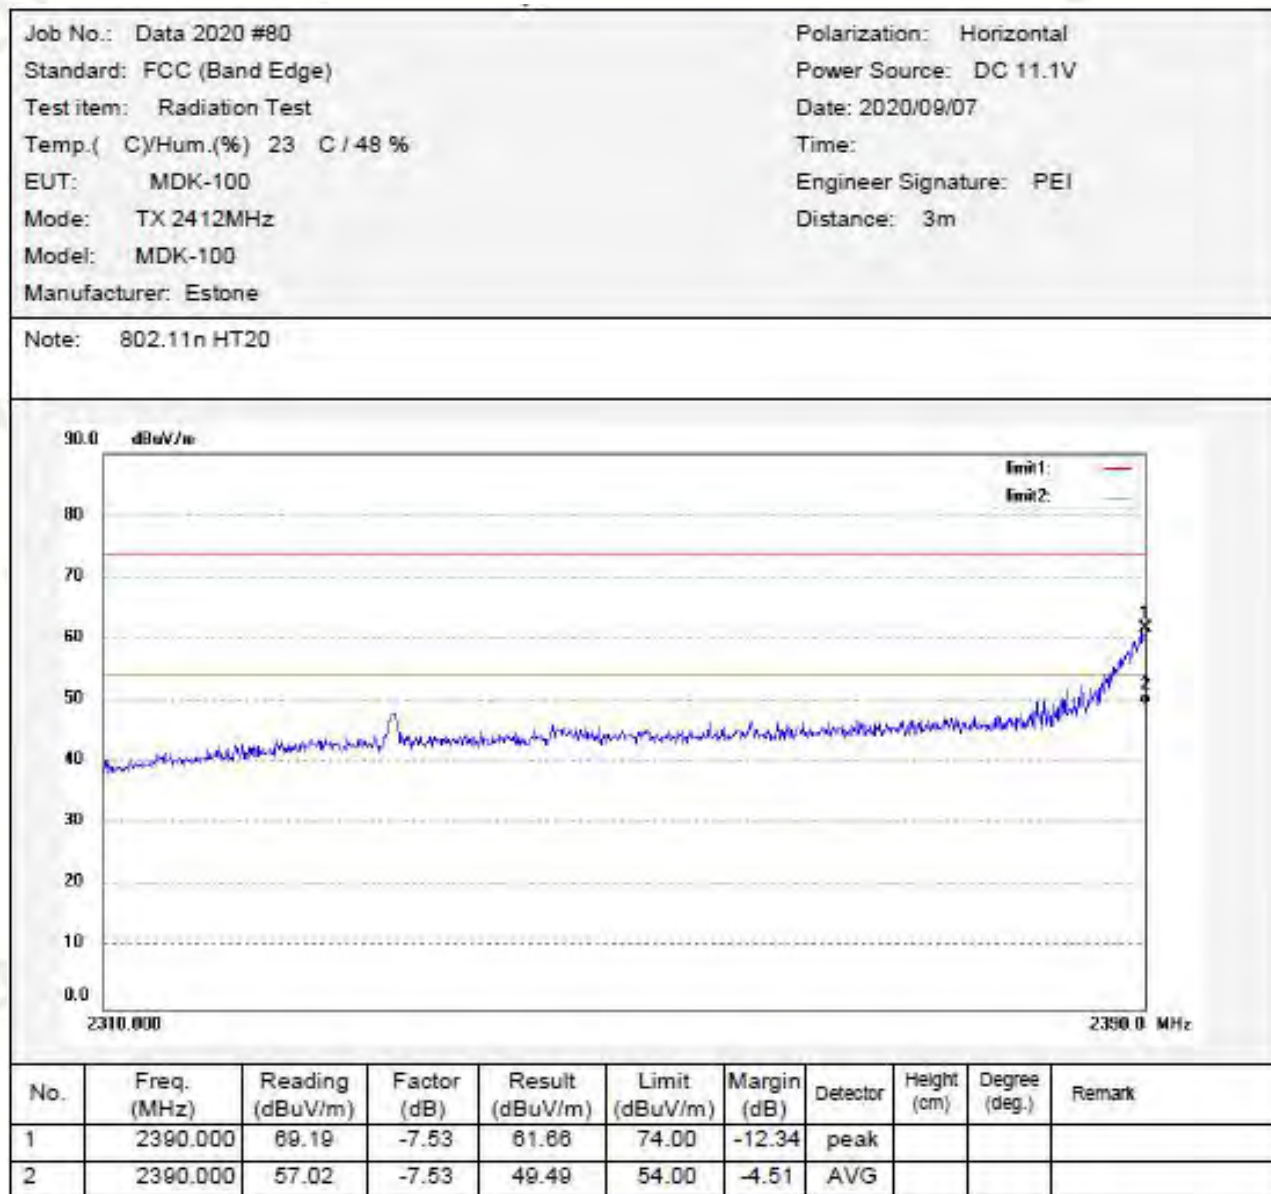 Job No.: Data 2020 #80
Polarization: Horizontal
Standard: FCC (Band Edge)
Power Source: DC 11.1V
Test item: Radiation Test
Date: 2020/09/07
Temp.( C)/Hum.(%) 23 C / 48 %
Time:
EUT: MDK-100
Engineer Signature: PEI
Mode: TX 2412MHz
Distance: 3m
Model: MDK-100
Manufacturer: Estone
Note: 802.11n HT20
90.0 dBuV/m
limit1:
limit2:
80
70
1
60
2
50
40
30
20
10
0.0
2310.000 2390.0 MHz
No. Freq. (MHz) Reading (dBuV/m) Factor (dB) Result (dBuV/m) Limit (dBuV/m) Margin (dB) Detector Height (cm) Degree (deg.) Remark
1 2390.000 69.19 -7.53 61.66 74.00 -12.34 peak
2 2390.000 57.02 -7.53 49.49 54.00 -4.51 AVG